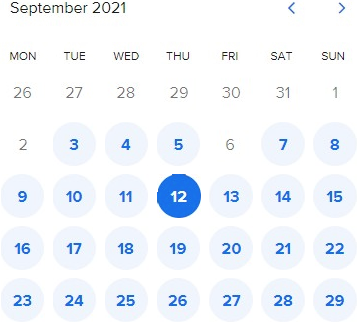 September 2021
MON TUE WED THU FRI SAT SUN
26 27 28 29 30 31 1
2 3 4 5 6 7 8
9 10 11 12 13 14 15
16 17 18 19 20 21 22
23 24 25 26 27 28 29